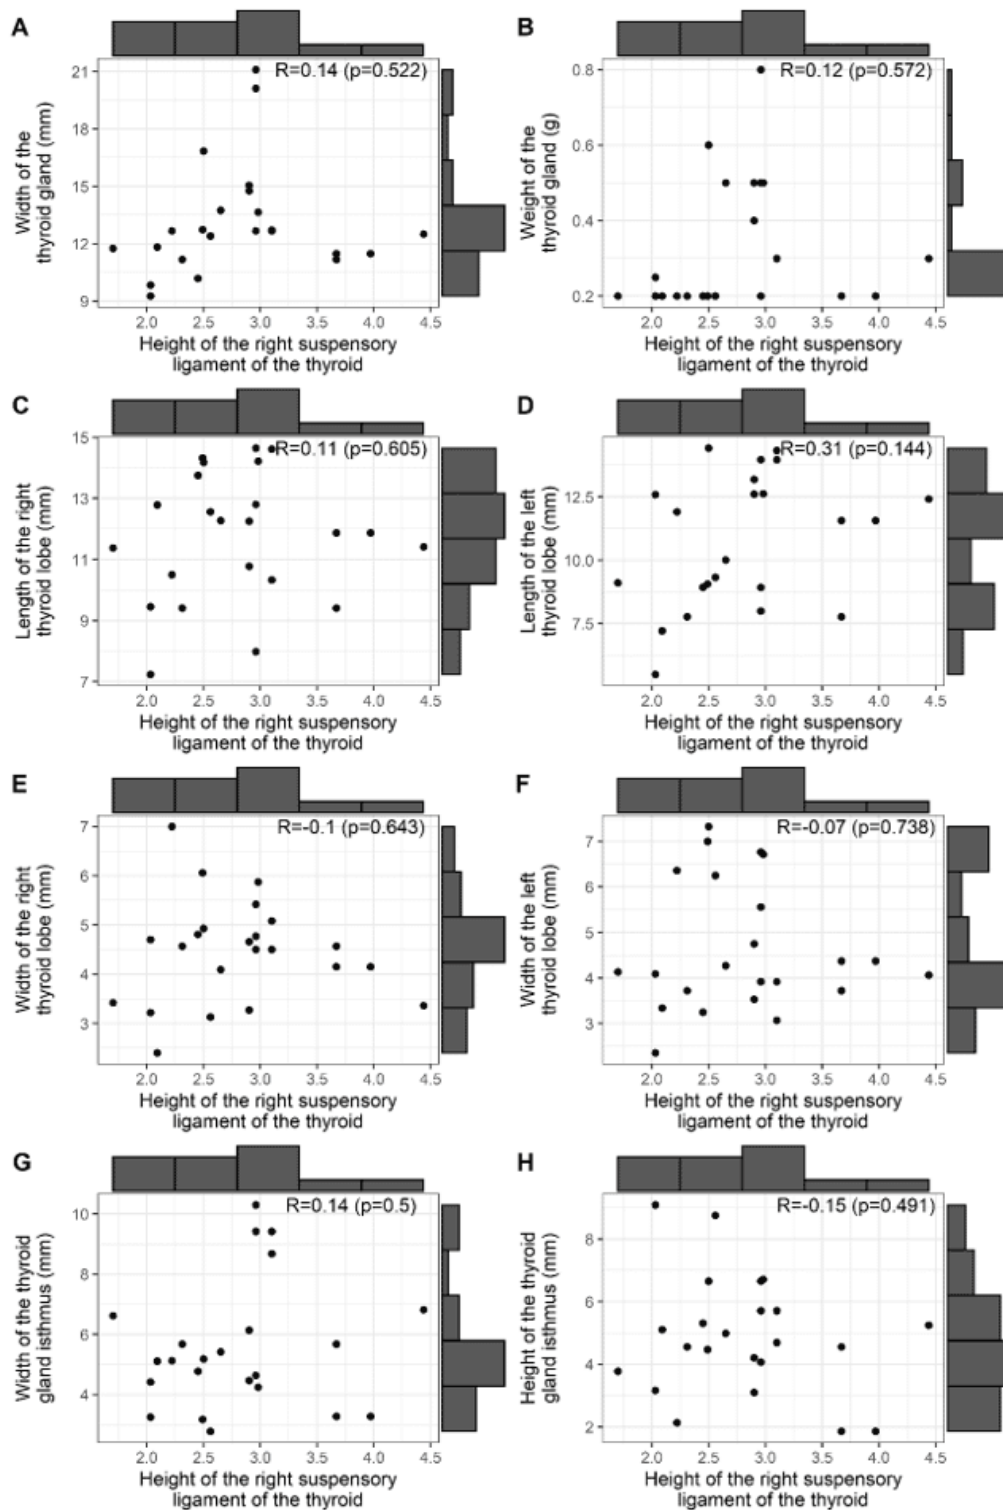 A
R=0.14 (p=0.522)
Width of the
thyroid gland (mm)
21
18
15
12
9
2.0 2.5 3.0 3.5 4.0 4.5
Height of the right suspensory
ligament of the thyroid
B
R=0.12 (p=0.572)
Weight of the
thyroid gland (g)
0.8
0.6
0.4
0.2
2.0 2.5 3.0 3.5 4.0 4.5
Height of the right suspensory
ligament of the thyroid
C
R=0.11 (p=0.605)
Length of the right
thyroid lobe (mm)
15
13
11
9
7
2.0 2.5 3.0 3.5 4.0 4.5
Height of the right suspensory
ligament of the thyroid
D
R=0.31 (p=0.144)
Length of the left
thyroid lobe (mm)
12.5
10.0
7.5
2.0 2.5 3.0 3.5 4.0 4.5
Height of the right suspensory
ligament of the thyroid
E
R=-0.1 (p=0.643)
Width of the right
thyroid lobe (mm)
7
6
5
4
3
2.0 2.5 3.0 3.5 4.0 4.5
Height of the right suspensory
ligament of the thyroid
F
R=-0.07 (p=0.738)
Width of the left
thyroid lobe (mm)
7
6
5
4
3
2.0 2.5 3.0 3.5 4.0 4.5
Height of the right suspensory
ligament of the thyroid
G
R=0.14 (p=0.5)
Width of the thyroid
gland isthmus (mm)
10
8
6
4
2.0 2.5 3.0 3.5 4.0 4.5
Height of the right suspensory
ligament of the thyroid
H
R=-0.15 (p=0.491)
Height of the thyroid
gland isthmus (mm)
8
6
4
2
2.0 2.5 3.0 3.5 4.0 4.5
Height of the right suspensory
ligament of the thyroid